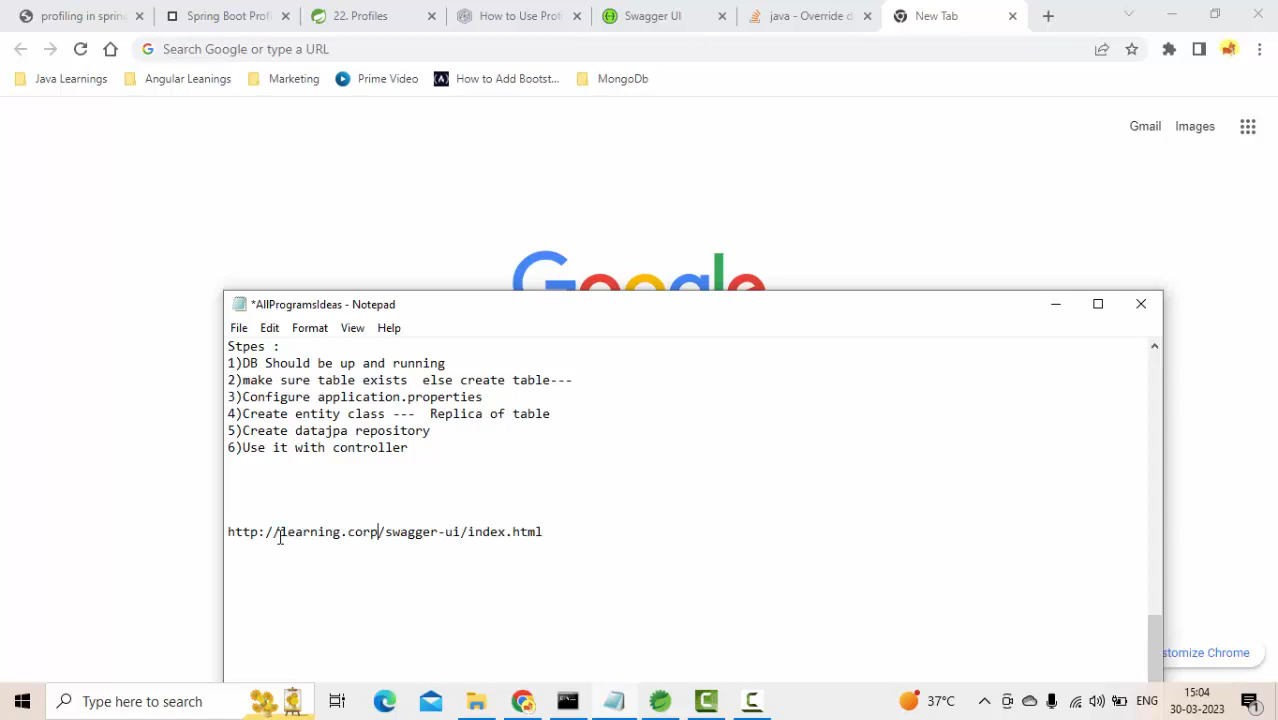 profiling in sprin
Spring Boot Profi
22. Profiles
How to Use Prof
Swagger UI
java - Override d
New Tab
Search Google or type a URL
Java Learnings
Angular Leanings
Marketing
Prime Video
How to Add Bootst...
MongoDb
Gmail
Images
Google
*AllProgramsIdeas - Notepad
File Edit Format View Help
Stpes :
1)DB Should be up and running
2)make sure table exists  else create table---
3)Configure application.properties
4)Create entity class ---  Replica of table
5)Create datajpa repository
6)Use it with controller
http://learning.corp/swagger-ui/index.html
stomize Chrome
Type here to search
37°C
ENG
15:04
30-03-2023